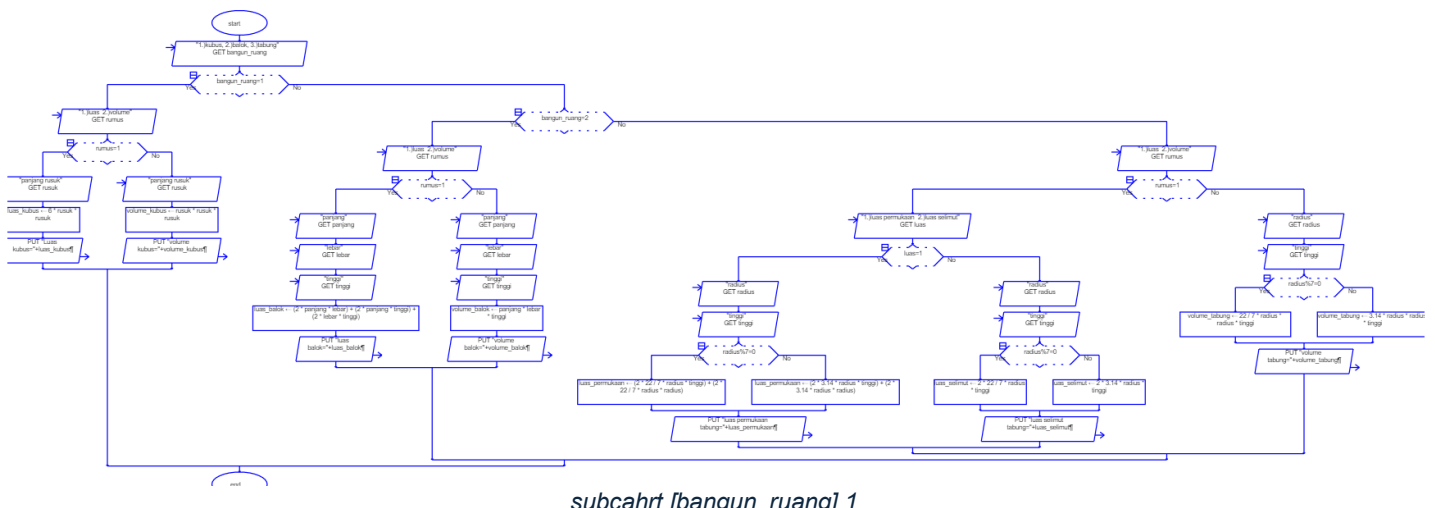 start
"1.)kubus, 2.)balok, 3.)tabung"
GET bangun_ruang
bangun_ruang=1
Yes
No
"1.)luas 2.)volume"
GET rumus
rumus=1
Yes
No
"panjang rusuk"
GET rusuk
luas_kubus ← 6 * rusuk *
rusuk
PUT "Luas
kubus="+luas_kubus¶
"panjang rusuk"
GET rusuk
volume_kubus ← rusuk * rusuk *
rusuk
PUT "volume
kubus="+volume_kubus¶
bangun_ruang=2
Yes
No
"1.)luas 2.)volume"
GET rumus
rumus=1
Yes
No
"panjang"
GET panjang
"lebar"
GET lebar
"tinggi"
GET tinggi
luas_balok ← (2 * panjang * lebar) + (2 * panjang * tinggi) +
(2 * lebar * tinggi)
PUT "luas
balok="+luas_balok¶
"panjang"
GET panjang
"lebar"
GET lebar
"tinggi"
GET tinggi
volume_balok ← panjang * lebar
* tinggi
PUT "volume
balok="+volume_balok¶
"1.)luas 2.)volume"
GET rumus
rumus=1
Yes
No
"1.)luas permukaan 2.)luas selimut"
GET luas
luas=1
Yes
No
"radius"
GET radius
"tinggi"
GET tinggi
radius%7=0
Yes
No
luas_permukaan ← (2 * 22 / 7 * radius * tinggi) + (2 *
22 / 7 * radius * radius)
luas_permukaan ← (2 * 3.14 * radius * tinggi) + (2 *
3.14 * radius * radius)
PUT "luas permukaan
tabung="+luas_permukaan¶
"radius"
GET radius
"tinggi"
GET tinggi
radius%7=0
Yes
No
luas_selimut ← 2 * 22 / 7 * radius
* tinggi
luas_selimut ← 2 * 3.14 * radius *
tinggi
PUT "luas selimut
tabung="+luas_selimut¶
"radius"
GET radius
"tinggi"
GET tinggi
radius%7=0
Yes
No
volume_tabung ← 22 / 7 * radius *
radius * tinggi
volume_tabung ← 3.14 * radius * radius
* tinggi
PUT "volume
tabung="+volume_tabung¶
subcahrt [bangun_ruang] 1